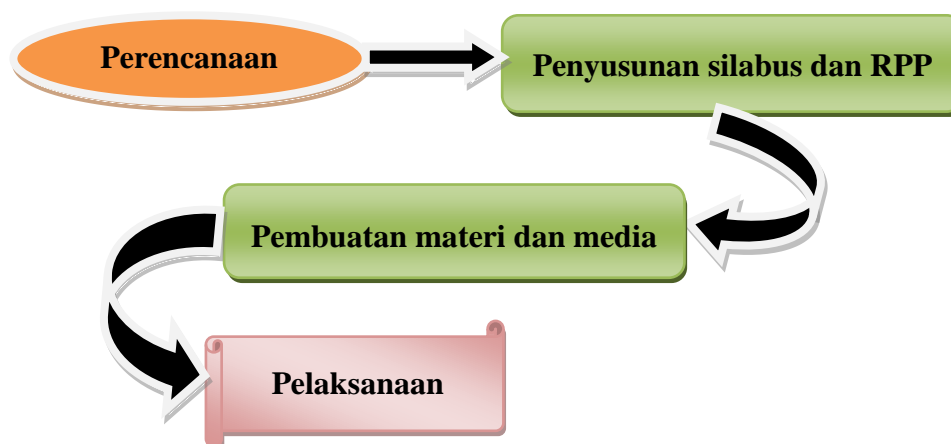 Perencanaan
Penyusunan silabus dan RPP
Pembuatan materi dan media
Pelaksanaan